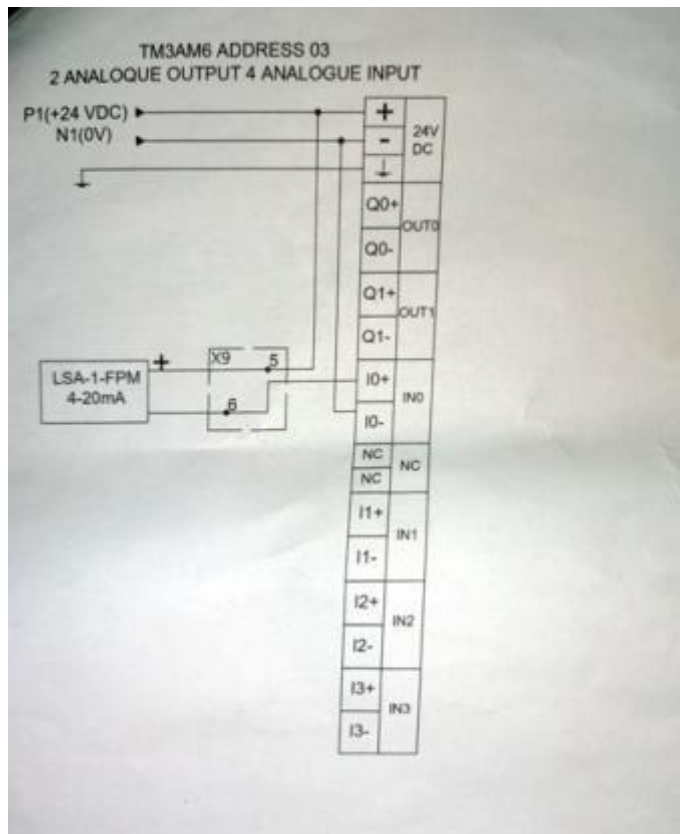 TM3AM6 ADDRESS 03
2 ANALOQUE OUTPUT 4 ANALOGUE INPUT
P1(+24 VDC)
N1(0V)
+
-
24V
DC
Q0+
Q0-
OUT0
Q1+
Q1-
OUT1
LSA-1-FPM
4-20mA
+
X9
5
6
I0+
I0-
IN0
NC
NC
NC
I1+
I1-
IN1
I2+
I2-
IN2
I3+
I3-
IN3